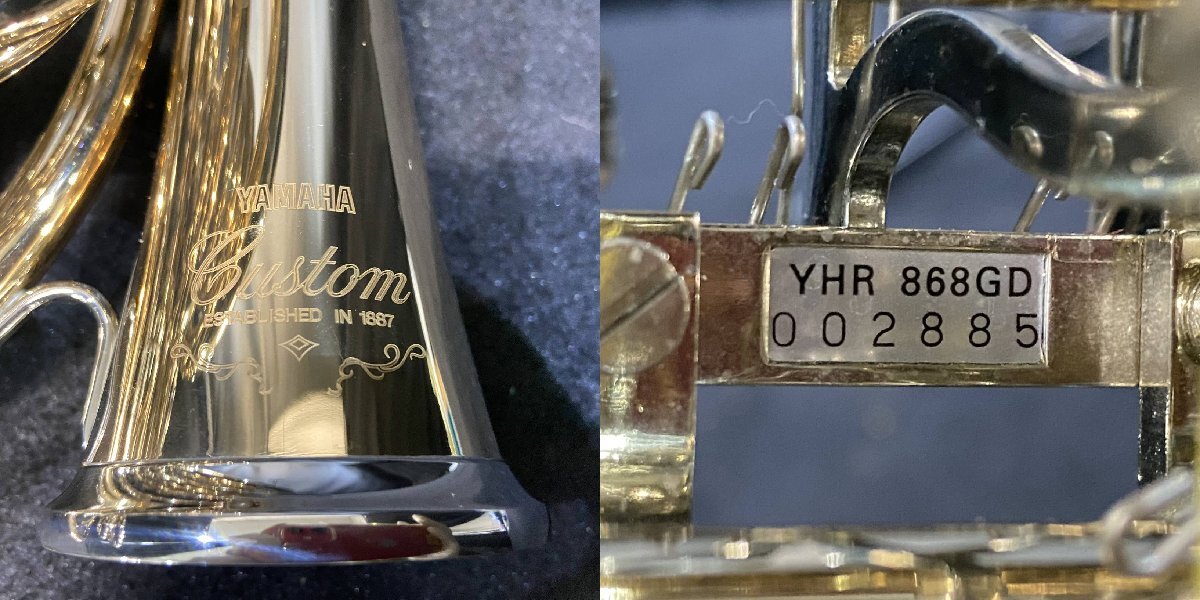 YAMAHA
Custom
ESTABLISHED IN 1887
YHR 868GD
002885